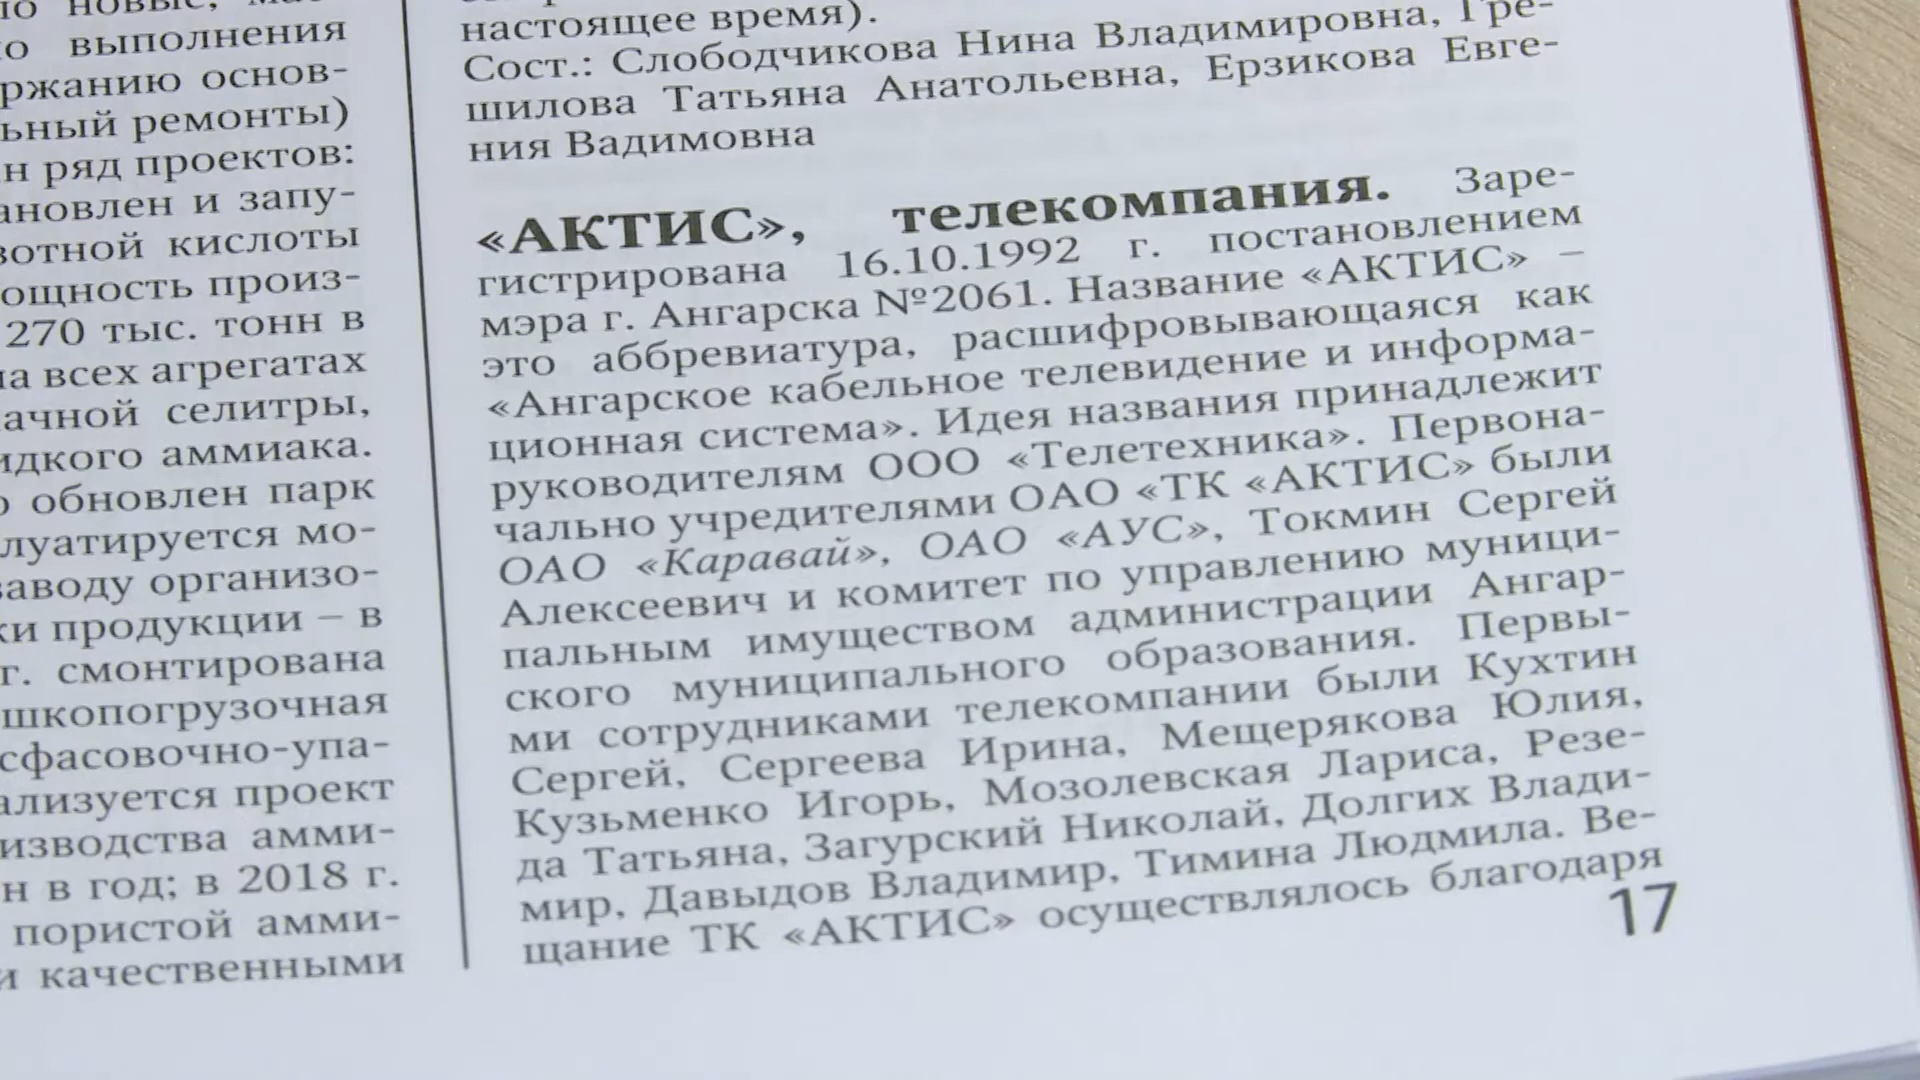 но новые, мас-
о выполнения
ржанию основ-
ьный ремонты)
н ряд проектов:
ановлен и запу-
зотной кислоты
ощность произ-
270 тыс. тонн в
на всех агрегатах
ачной селитры,
идкого аммиака.
о обновлен парк
луатируется мо-
заводу организо-
ки продукции – в
г. смонтирована
шкопогрузочная
сфасовочно-упа-
ализуется проект
изводства амми-
н в год; в 2018 г.
пористой амми-
и качественными
настоящее время).
Сост.: Слободчикова Нина Владимировна, Гре-
шилова Татьяна Анатольевна, Ерзикова Евге-
ния Вадимовна
«АКТИС», телекомпания. Заре-
гистрирована 16.10.1992 г. постановлением
мэра г. Ангарска №2061. Название «АКТИС» –
это аббревиатура, расшифровывающаяся как
«Ангарское кабельное телевидение и информа-
ционная система». Идея названия принадлежит
руководителям ООО «Телетехника». Первона-
чально учредителями ОАО «ТК «АКТИС» были
ОАО «Каравай», ОАО «АУС», Токмин Сергей
Алексеевич и комитет по управлению муници-
пальным имуществом администрации Ангар-
ского муниципального образования. Первы-
ми сотрудниками телекомпании были Кухтин
Сергей, Сергеева Ирина, Мещерякова Юлия,
Кузьменко Игорь, Мозолевская Лариса, Резе-
да Татьяна, Загурский Николай, Долгих Влади-
мир, Давыдов Владимир, Тимина Людмила. Ве-
щание ТК «АКТИС» осуществлялось благодаря
17